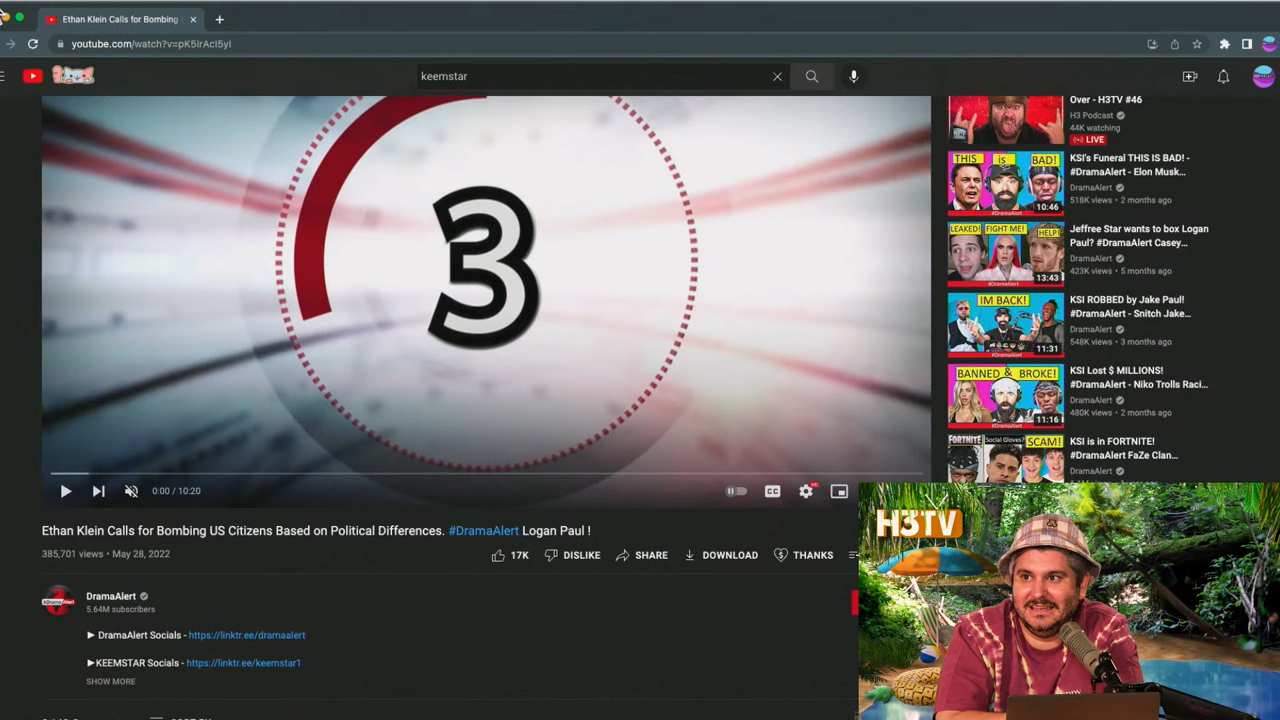 Ethan Klein Calls for Bombing
youtube.com/watch?v=pK5IrAcI5yI
keemstar
3
0:00 / 10:20
CC
HD
Ethan Klein Calls for Bombing US Citizens Based on Political Differences. #DramaAlert Logan Paul !
385,701 views • May 28, 2022
17K
DISLIKE
SHARE
DOWNLOAD
THANKS
DramaAlert
5.64M subscribers
► DramaAlert Socials - https://linktr.ee/dramaalert
►KEEMSTAR Socials - https://linktr.ee/keemstar1
SHOW MORE
Over - H3TV #46
H3 Podcast
44K watching
LIVE
THIS is BAD!
10:46
KSI's Funeral THIS IS BAD! -
#DramaAlert - Elon Musk...
DramaAlert
518K views • 2 months ago
LEAKED! FIGHT ME! HELP!
13:43
Jeffree Star wants to box Logan
Paul? #DramaAlert Casey...
DramaAlert
423K views • 5 months ago
IM BACK!
11:31
KSI ROBBED by Jake Paul!
#DramaAlert - Snitch Jake...
DramaAlert
548K views • 3 months ago
BANNED & BROKE!
11:16
KSI Lost $ MILLIONS!
#DramaAlert - Niko Trolls Raci...
DramaAlert
480K views • 2 months ago
FORTNITE Social Gloves? SCAM!
KSI is in FORTNITE!
#DramaAlert FaZe Clan...
DramaAlert
H3TV